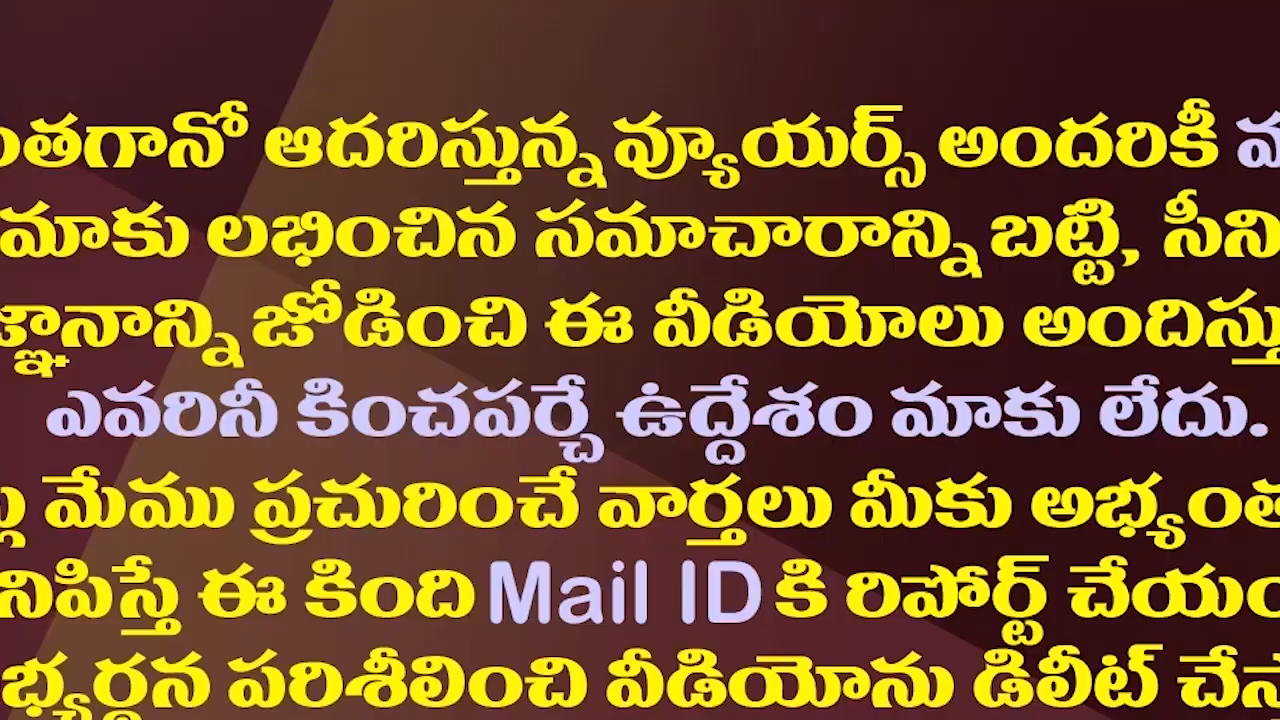 ంతగానో ఆదరిస్తున్న వ్యూయర్స్ అందరికీ
మాకు లభించిన సమాచారాన్ని బట్టి, సీని
జ్ఞానాన్ని జోడించి ఈ వీడియోలు అందిస్తు
ఎవరినీ కించపర్చే ఉద్దేశం మాకు లేదు.
మేము ప్రచురించే వార్తలు మీకు అభ్యంత
నిపిస్తే ఈ కింది Mail ID కి రిపోర్ట్ చేయం
భ్యర్థన పరిశీలించి వీడియోను డిలీట్ చేస